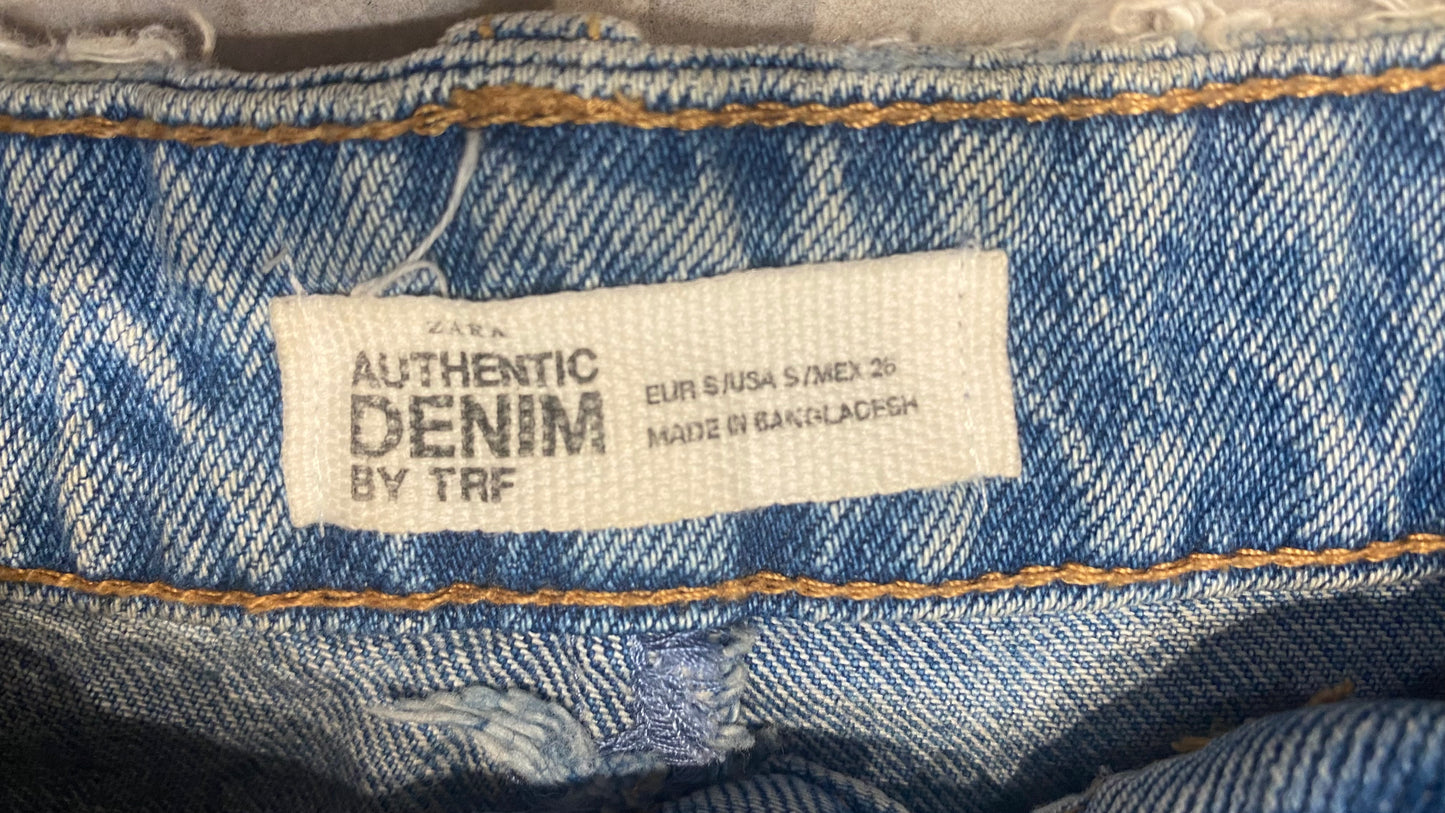 ZARA
AUTHENTIC
DENIM
BY TRF
EUR S/USA S/MEX 26
MADE IN BANGLADESH